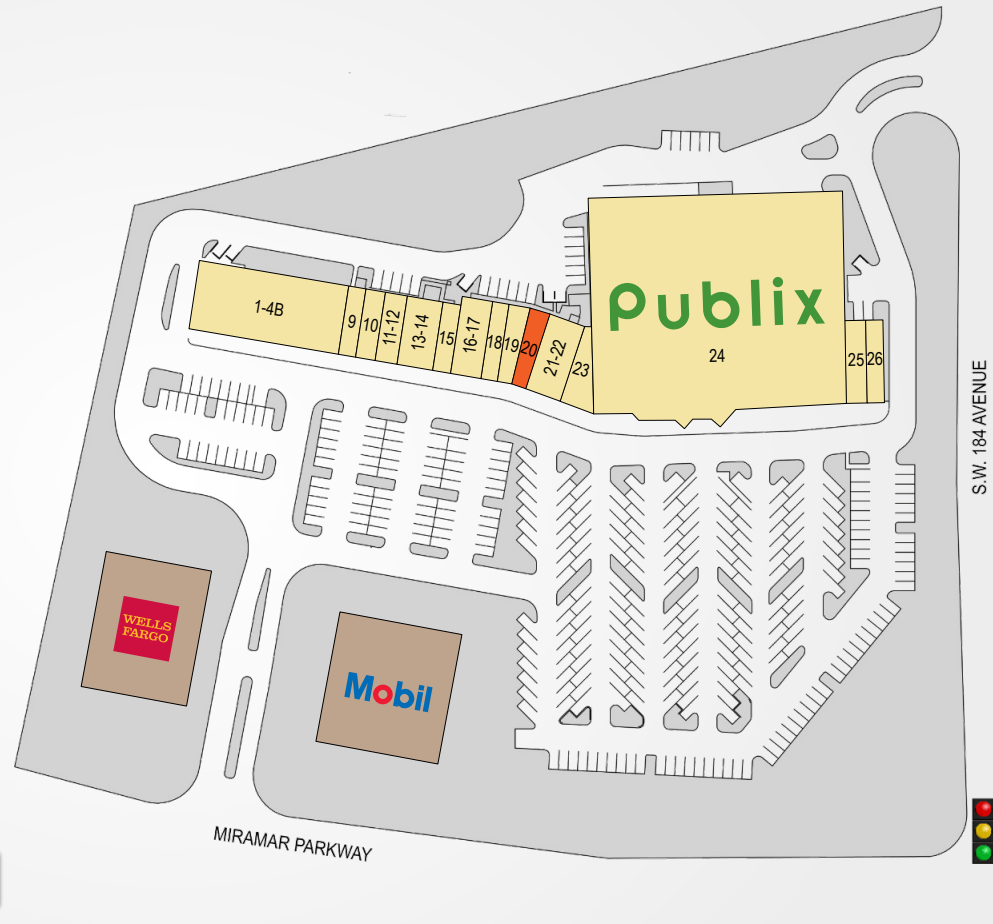 1-4B
9
10
11-12
13-14
15
16-17
18
19
20
21-22
23
Publix
24
25
26
S.W. 184 AVENUE
WELLS
FARGO
Mobil
MIRAMAR PARKWAY